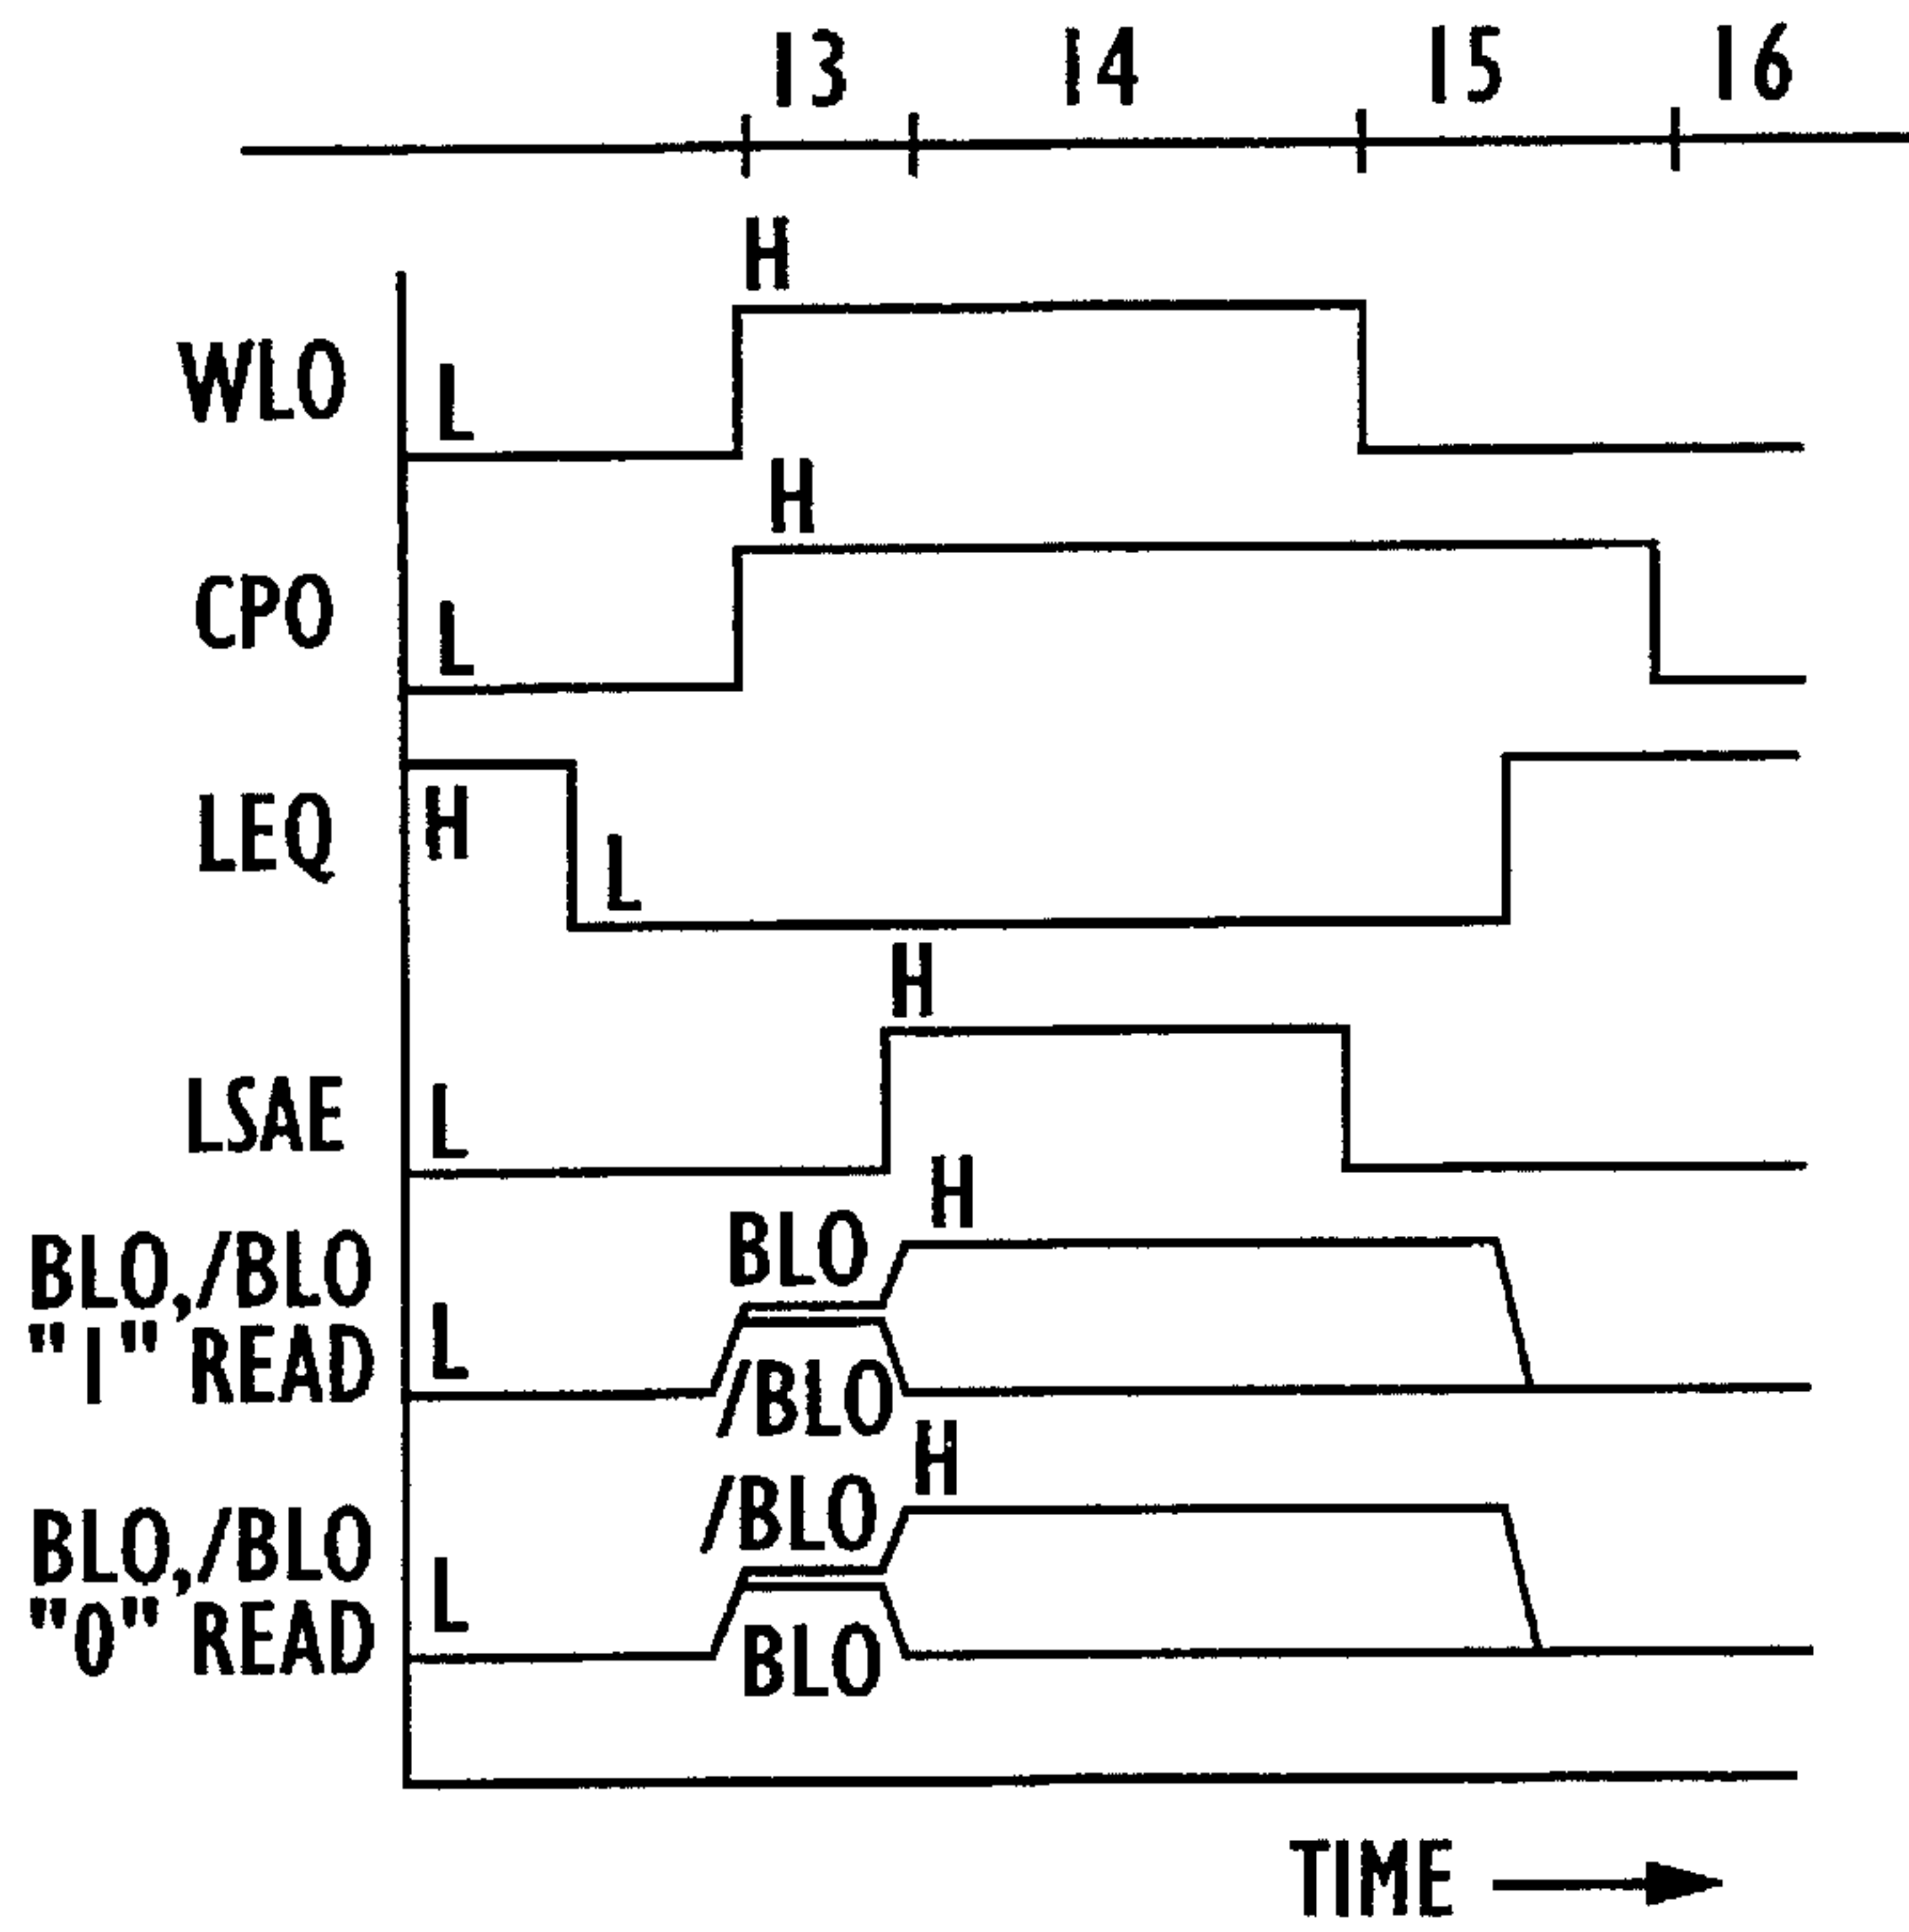 13 14 15 16
H
WLO L
H
CPO L
LEQ H L
H
LSAE L
H
BLO,/BLO BLO
"1" READ L
/BLO
H
/BLO
BLO,/BLO L
"0" READ
BLO
TIME